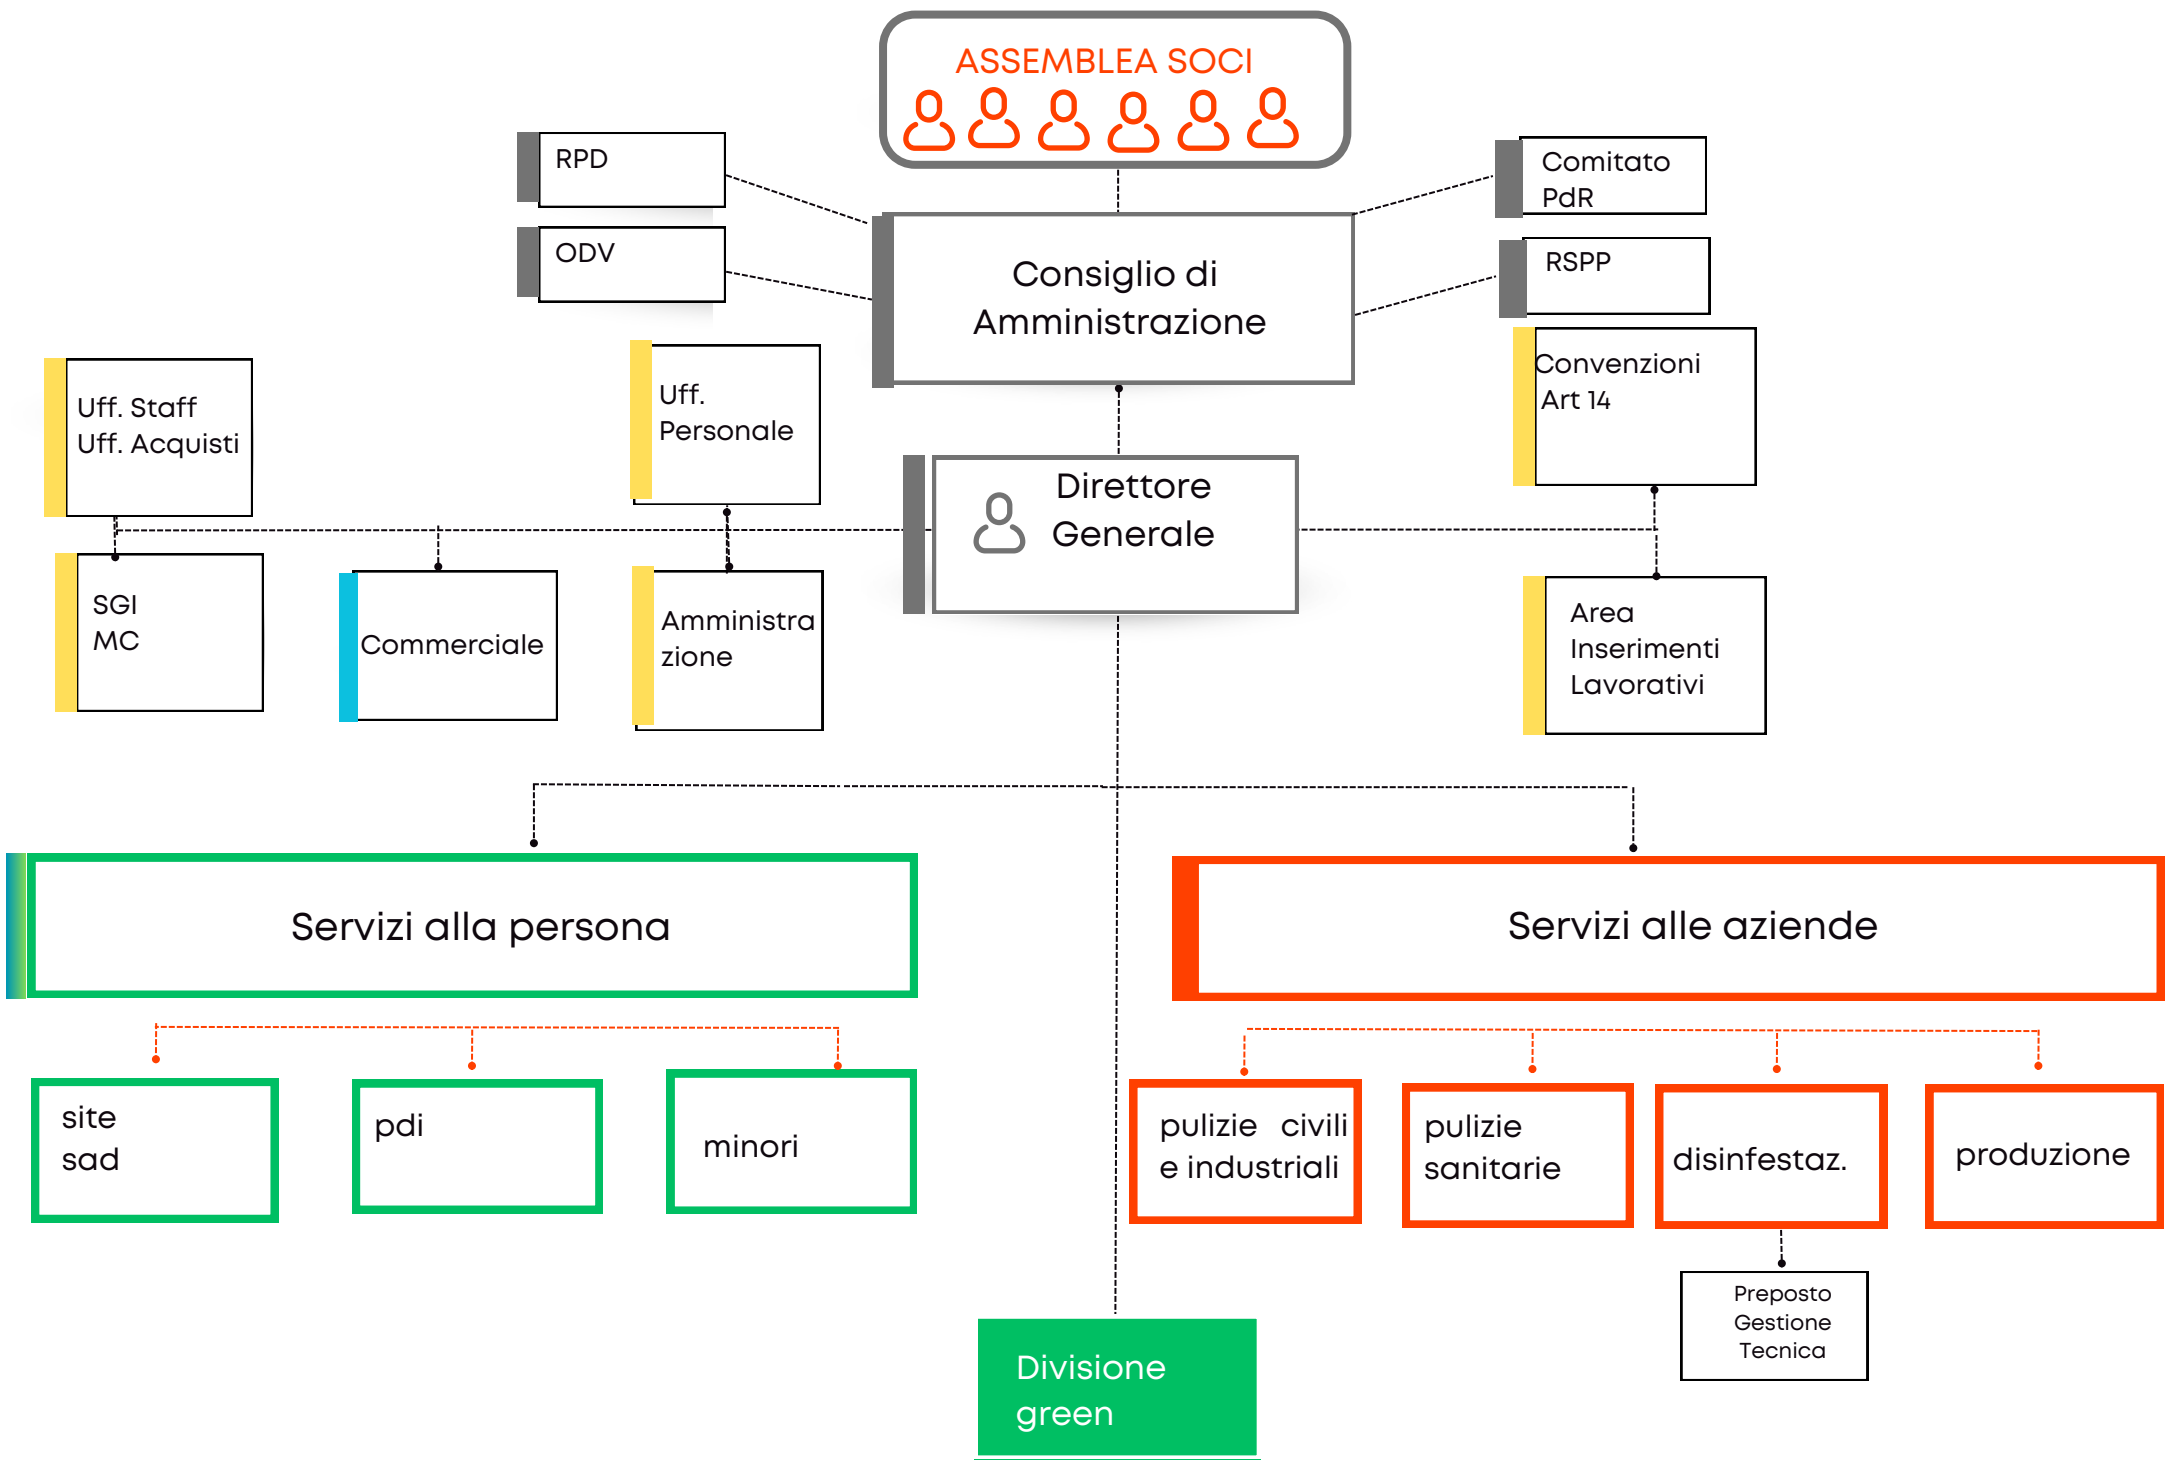 ASSEMBLEA SOCI
RPD
Comitato
PdR
ODV
RSPP
Consiglio di
Amministrazione
Uff. Staff
Uff. Acquisti
Uff.
Personale
Convenzioni
Art 14
Direttore
Generale
SGI
MC
Commerciale
Amministra
zione
Area
Inserimenti
Lavorativi
Servizi alla persona
Servizi alle aziende
site
sad
pdi
minori
pulizie civili
e industriali
pulizie
sanitarie
disinfestaz.
produzione
Preposto
Gestione
Tecnica
Divisione
green